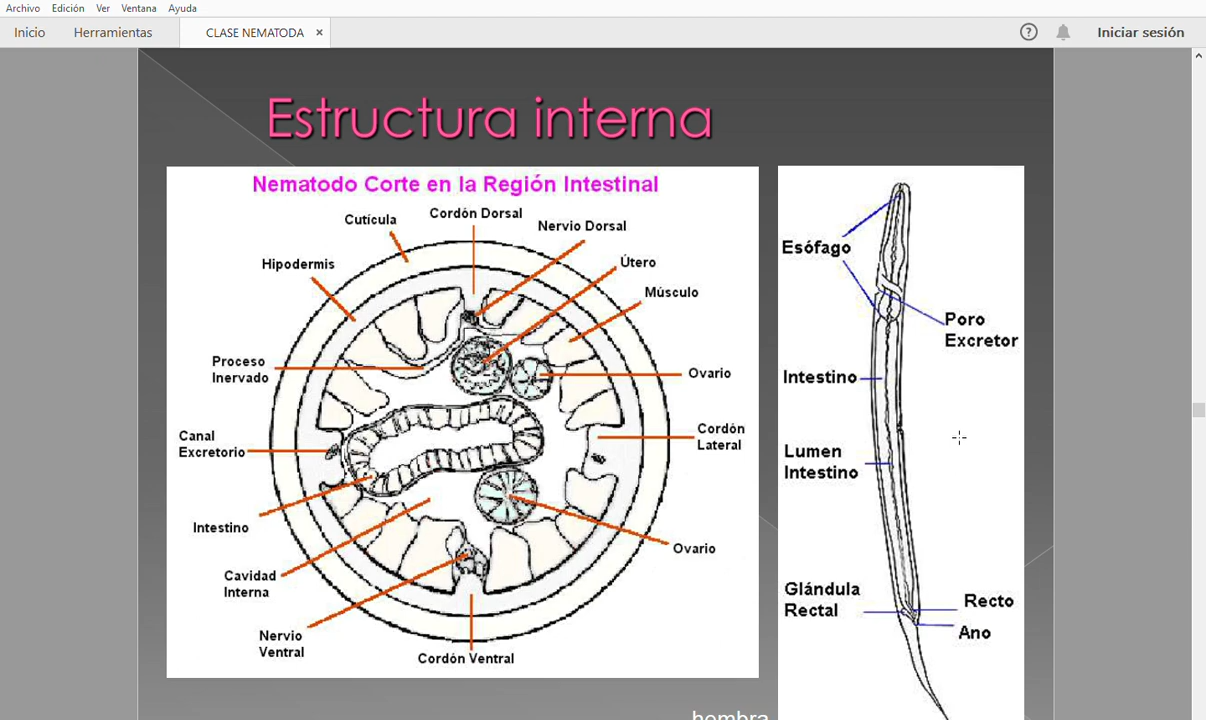 Archivo Edición Ver Ventana Ayuda
Inicio Herramientas CLASE NEMATODA × ? Iniciar sesión
Estructura interna
Nematodo Corte en la Región Intestinal
Cutícula
Cordón Dorsal
Nervio Dorsal
Hipodermis
Útero
Músculo
Proceso
Inervado
Ovario
Canal
Excretorio
Cordón
Lateral
Intestino
Ovario
Cavidad
Interna
Nervio
Ventral
Cordón Ventral
Esófago
Poro
Excretor
Intestino
Lumen
Intestino
Glándula
Rectal
Recto
Ano
hembra